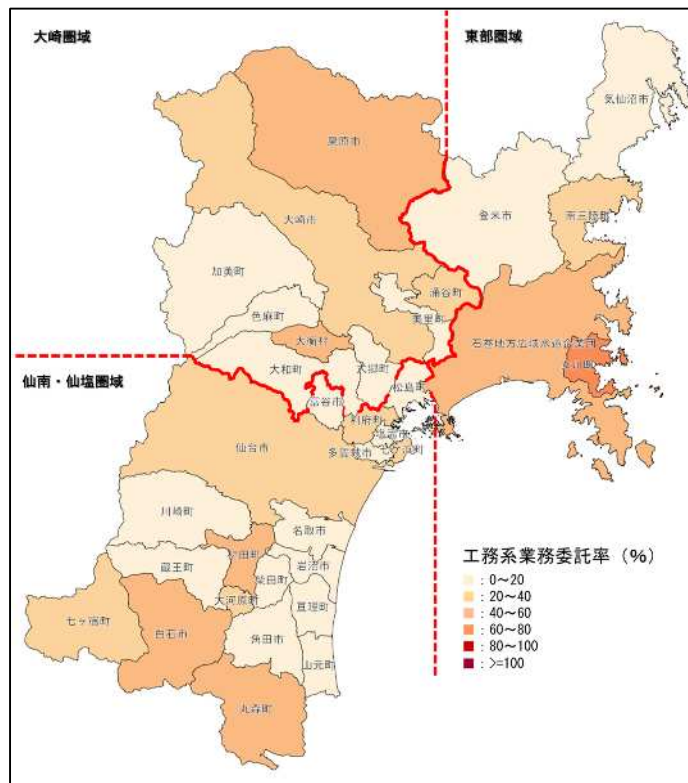 大崎圏域
東部圏域
気仙沼市
栗原市
登米市
南三陸町
大崎市
加美町
涌谷町
色麻町
美里町
大衡村
石巻地方広域水道企業団
女川町
大和町
大郷町
松島町
仙南・仙塩圏域
富谷市
利府町
塩竈市
仙台市
多賀城市
七ヶ浜町
川崎町
名取市
村田町
岩沼市
蔵王町
柴田町
大河原町
亘理町
七ヶ宿町
白石市
角田市
山元町
丸森町
工務系業務委託率（%）
：0～20
：20～40
：40～60
：60～80
：80～100
：>=100